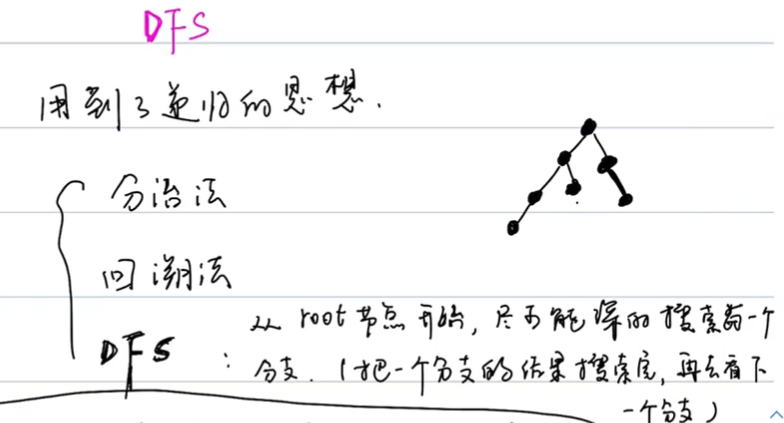 DFS
用到了递归的思想.
分治法
回溯法
DFS : 从 root 节点开始, 尽可能深的搜索每一个
分支. (把一个分支的结果搜索完, 再去看下
一个分支)